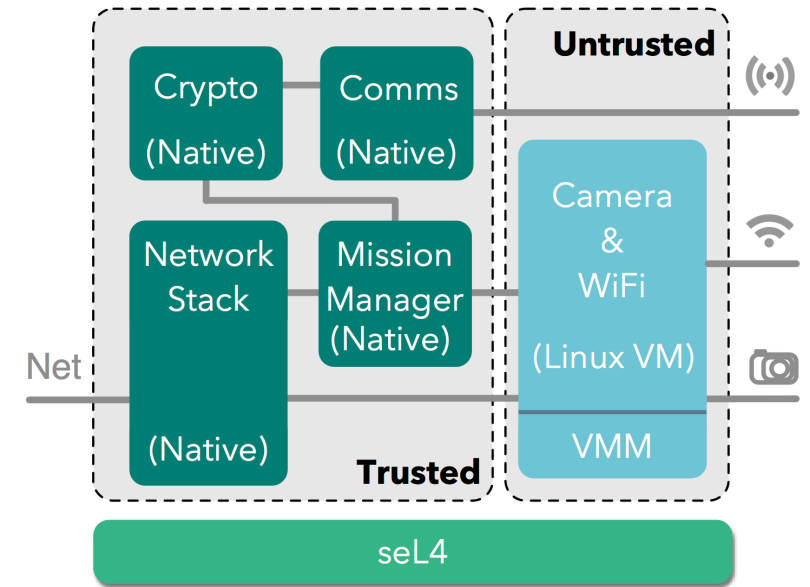 Untrusted
Crypto
(Native)
Comms
(Native)
Camera
&
WiFi
(Linux VM)
Network
Stack
(Native)
Mission
Manager
(Native)
Net
VMM
Trusted
seL4